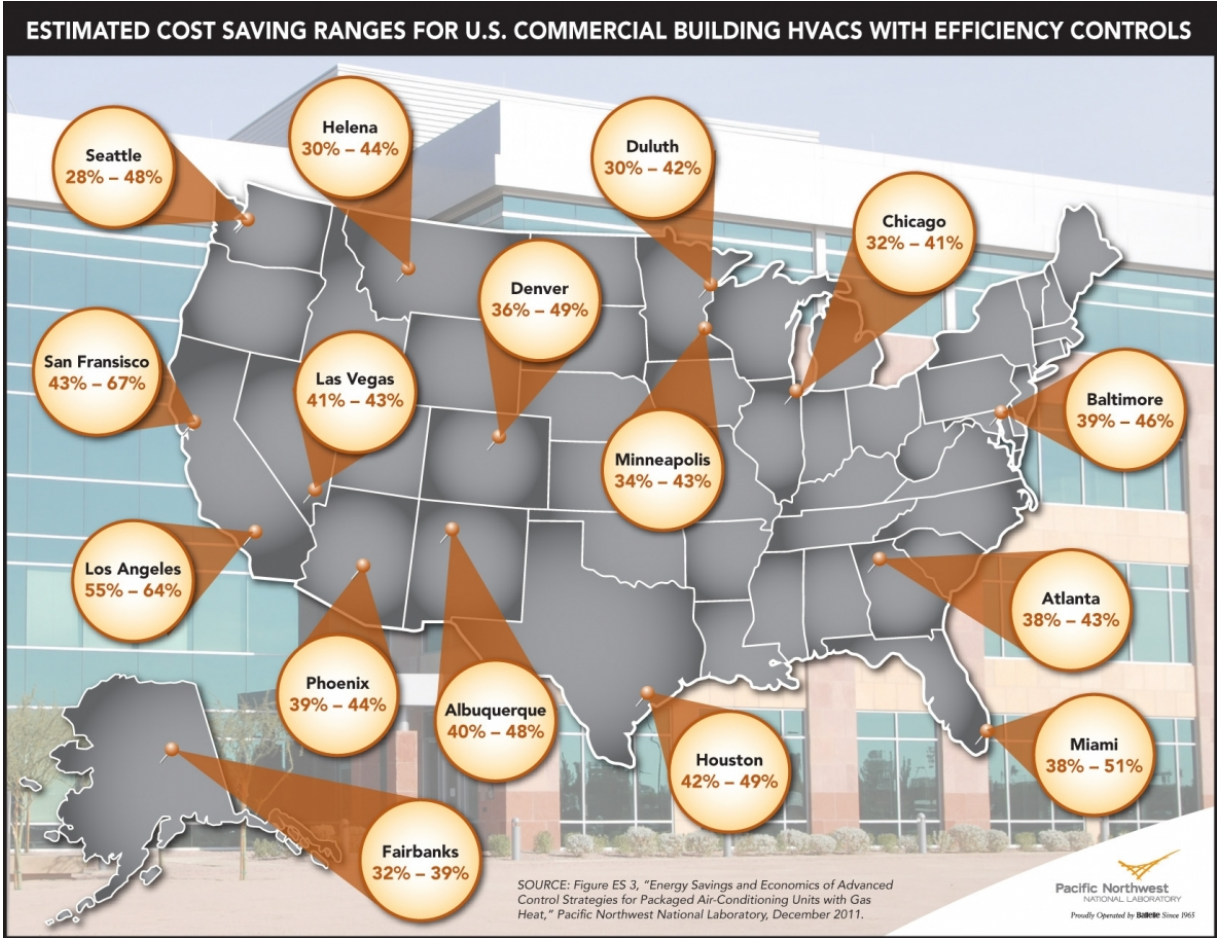 ESTIMATED COST SAVING RANGES FOR U.S. COMMERCIAL BUILDING HVACS WITH EFFICIENCY CONTROLS
Seattle
28% – 48%
Helena
30% – 44%
Duluth
30% – 42%
Chicago
32% – 41%
Denver
36% – 49%
San Fransisco
43% – 67%
Las Vegas
41% – 43%
Baltimore
39% – 46%
Minneapolis
34% – 43%
Los Angeles
55% – 64%
Atlanta
38% – 43%
Phoenix
39% – 44%
Albuquerque
40% – 48%
Houston
42% – 49%
Miami
38% – 51%
Fairbanks
32% – 39%
SOURCE: Figure ES 3, "Energy Savings and Economics of Advanced
Control Strategies for Packaged Air-Conditioning Units with Gas
Heat," Pacific Northwest National Laboratory, December 2011.
Pacific Northwest
NATIONAL LABORATORY
Proudly Operated by Battelle Since 1965